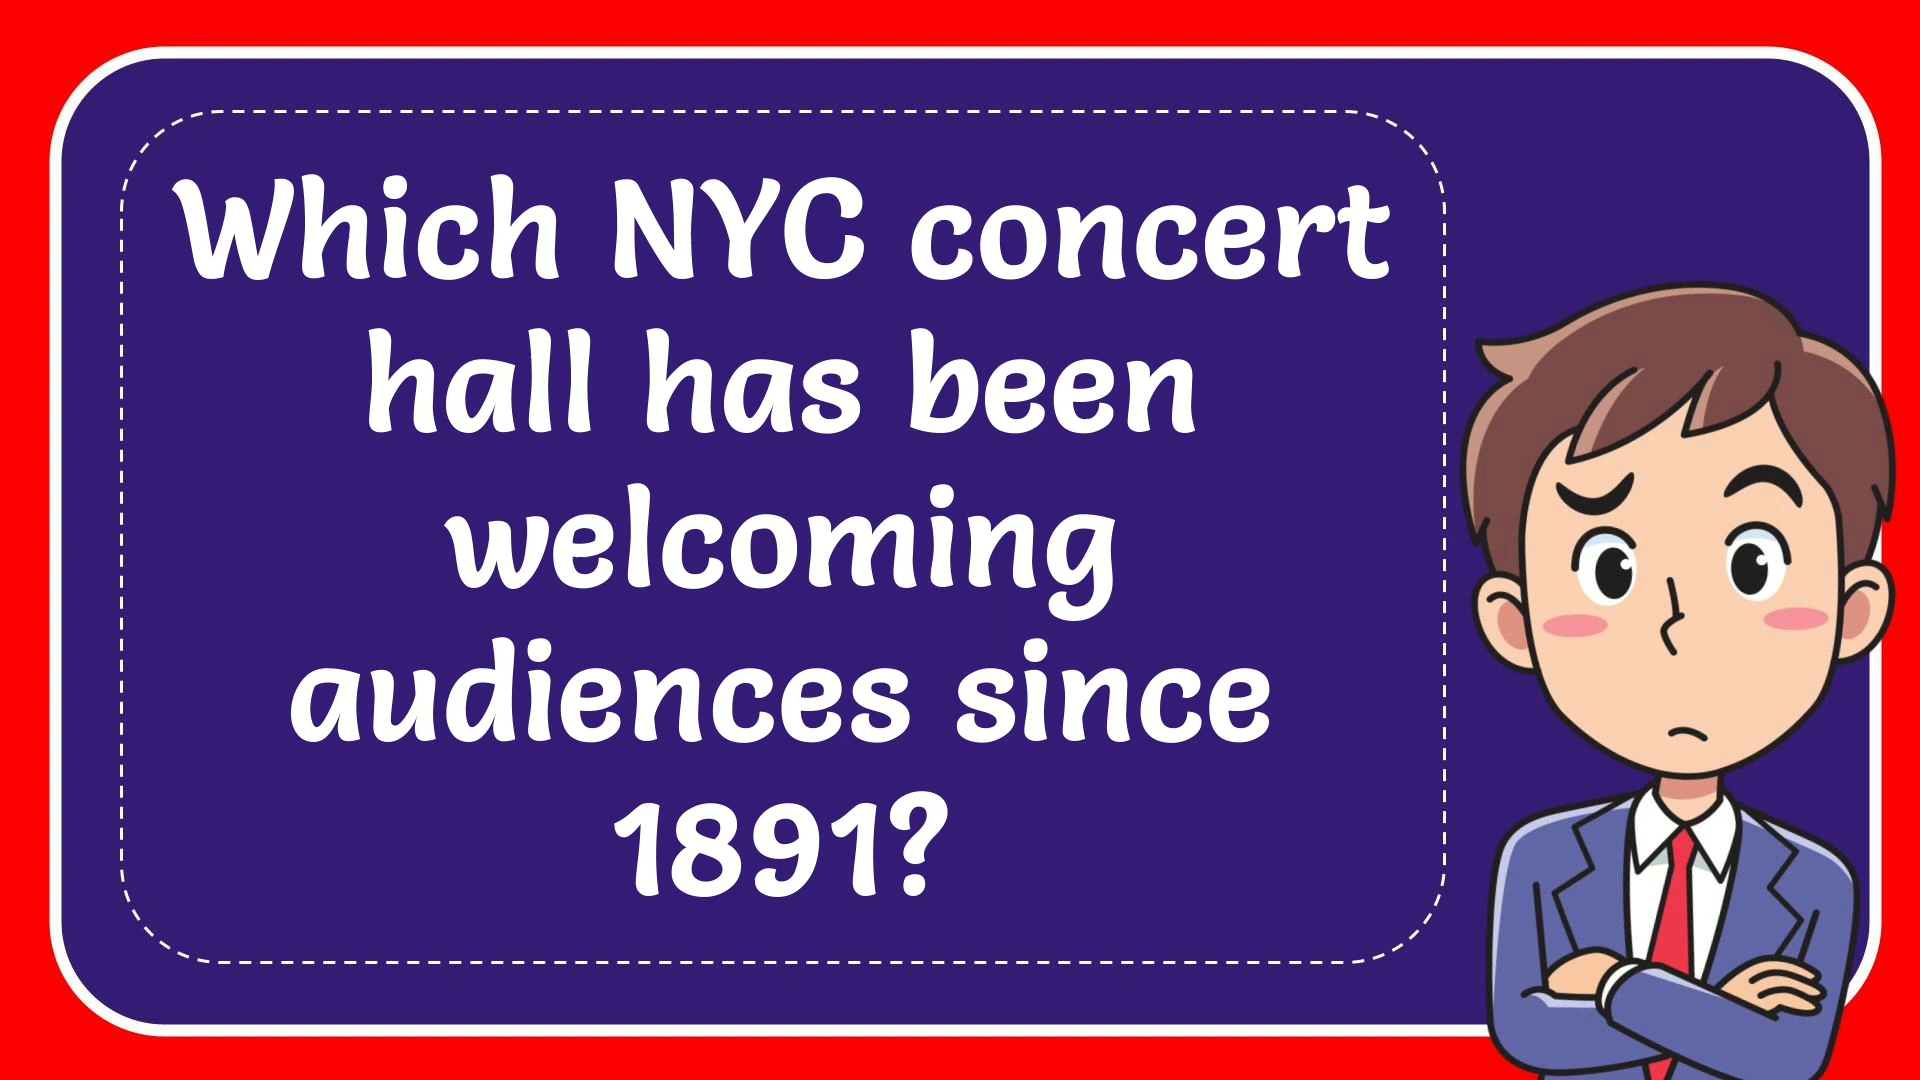 Which NYC concert
hall has been
welcoming
audiences since
1891?